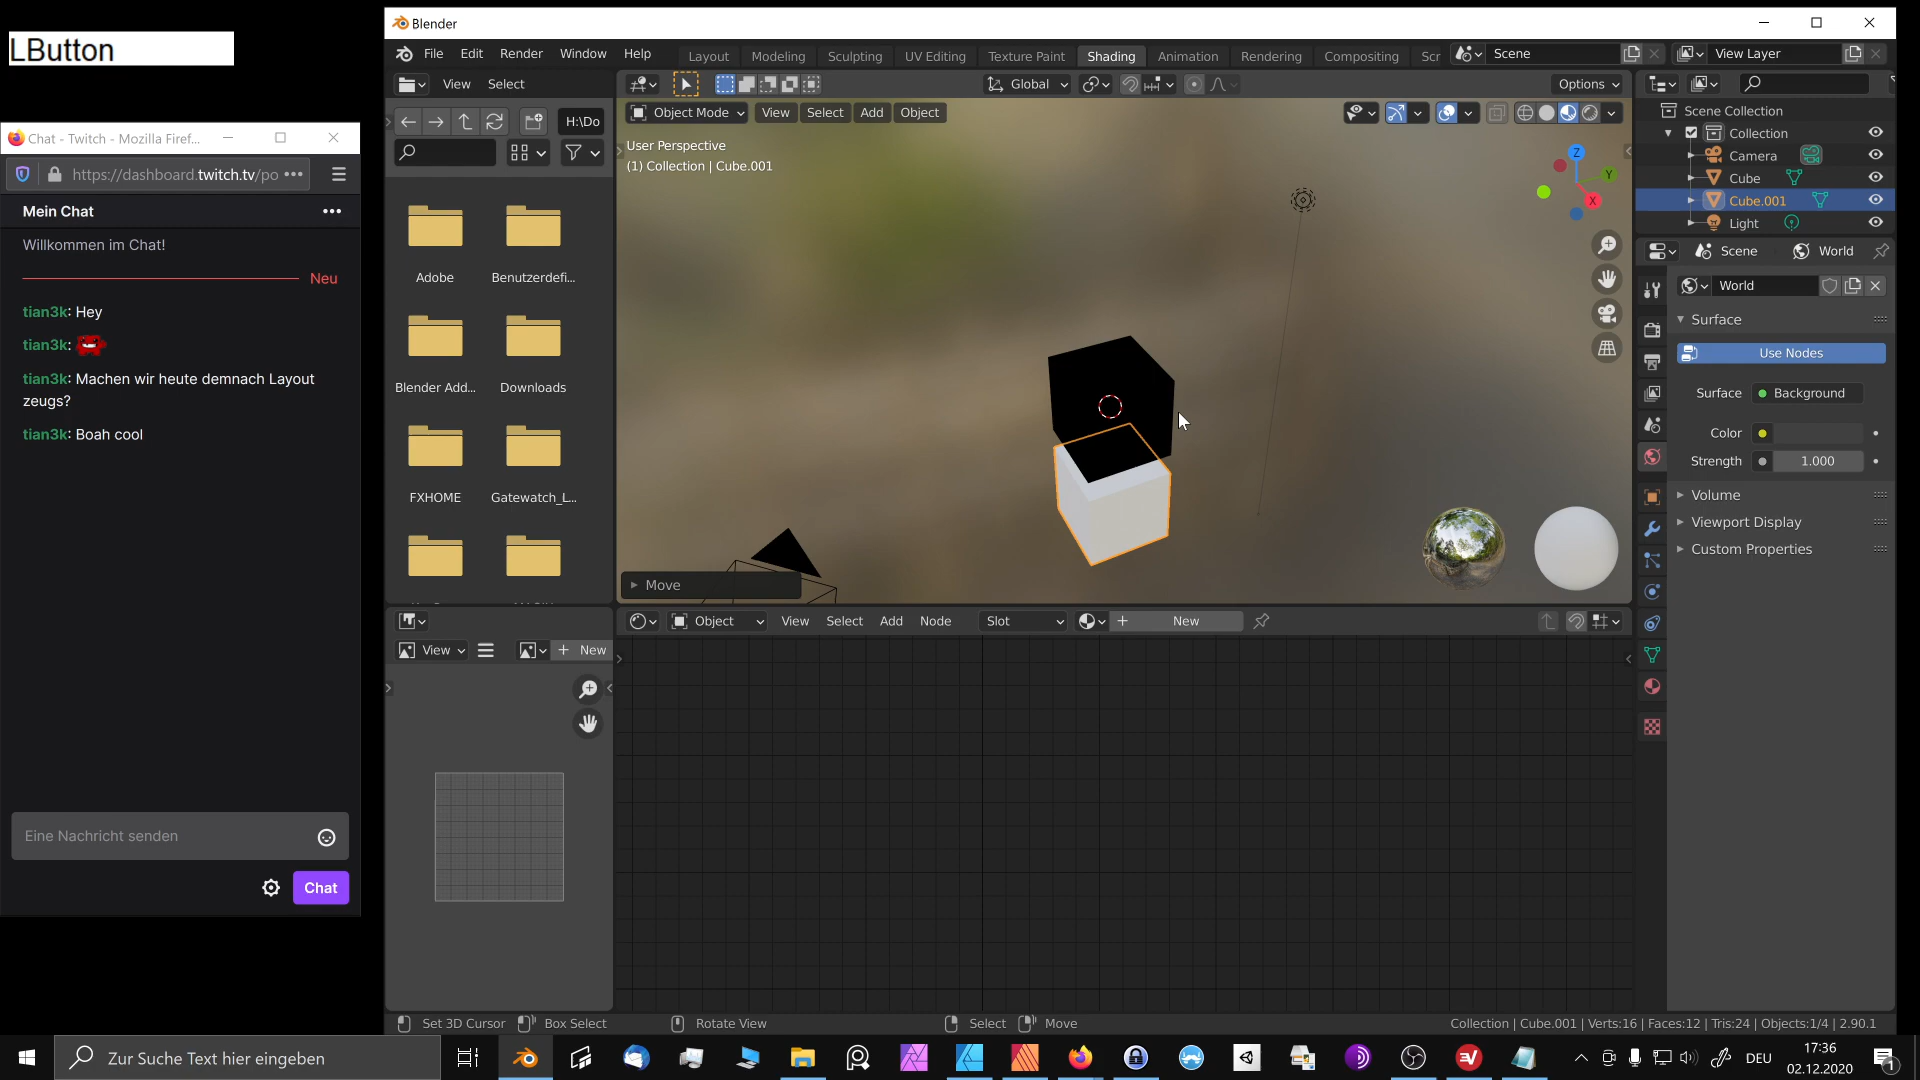 LButton
Chat - Twitch - Mozilla Firef...
https://dashboard.twitch.tv/po
Mein Chat
Willkommen im Chat!
Neu
tian3k: Hey
tian3k:
tian3k: Machen wir heute demnach Layout
zeugs?
tian3k: Boah cool
Eine Nachricht senden
Chat
Blender
File Edit Render Window Help
Layout Modeling Sculpting UV Editing Texture Paint Shading Animation Rendering Compositing Scr
Scene
View Layer
View Select
Global
Options
H:\Do
Object Mode View Select Add Object
User Perspective
(1) Collection | Cube.001
Z
Y
X
Adobe
Benutzerdefi...
Blender Add...
Downloads
FXHOME
Gatewatch_L...
Move
Scene Collection
Collection
Camera
Cube
Cube.001
Light
Scene World
World
Surface
Use Nodes
Surface Background
Color
Strength 1.000
Volume
Viewport Display
Custom Properties
View
New
Object View Select Add Node Slot New
Set 3D Cursor Box Select Rotate View Select Move
Collection | Cube.001 | Verts:16 | Faces:12 | Tris:24 | Objects:1/4 | 2.90.1
Zur Suche Text hier eingeben
DEU
17:36
02.12.2020
1